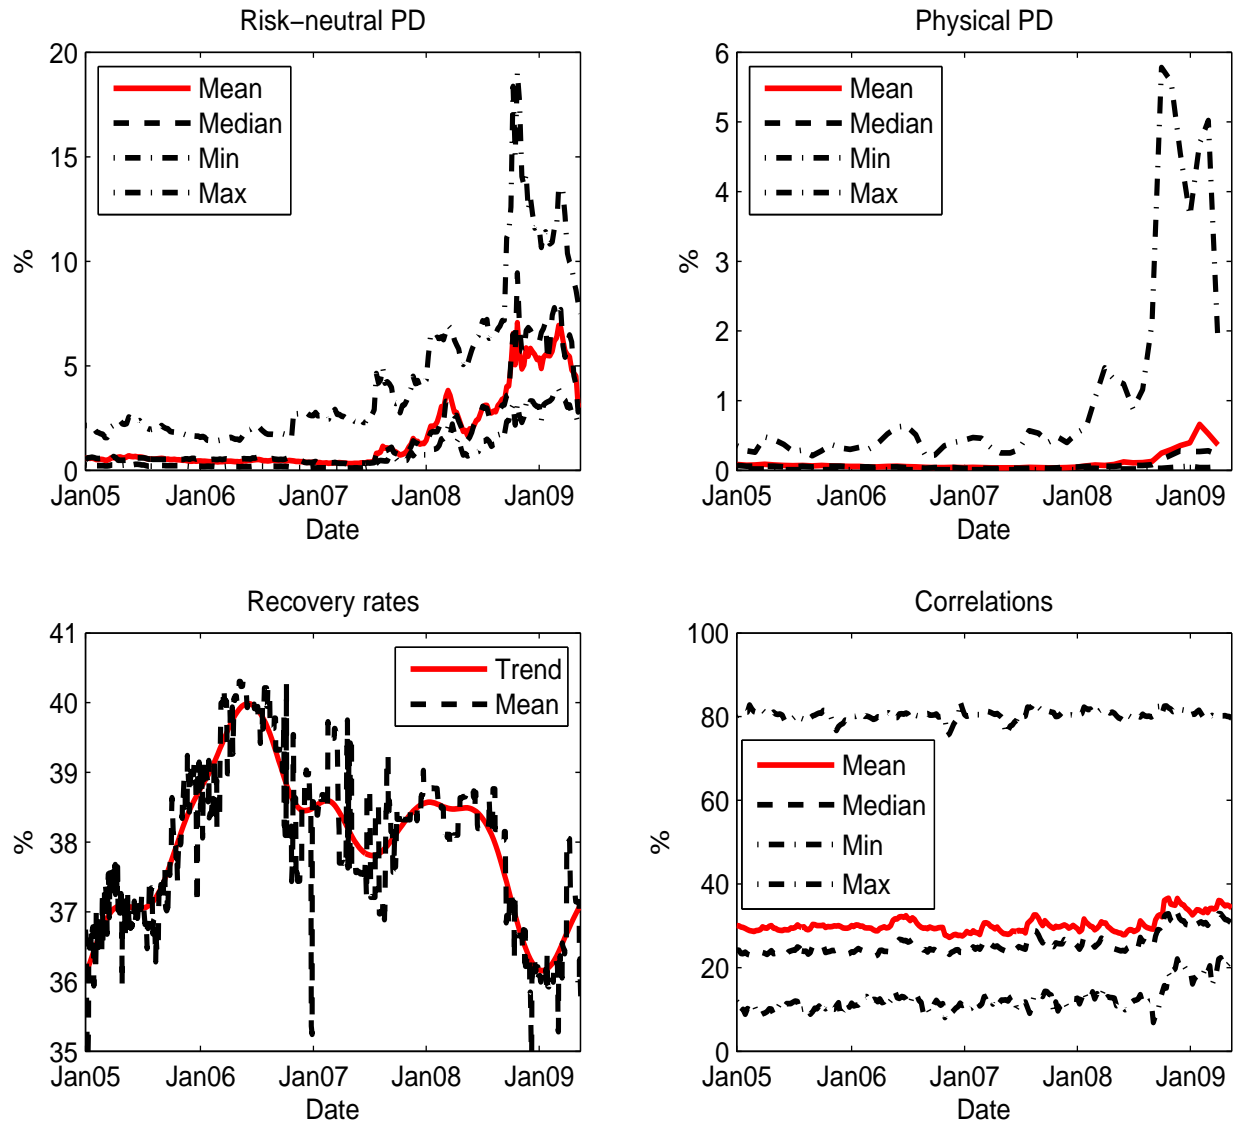 Risk-neutral PD
20
15
10
5
0
%
Mean
Median
Min
Max
Jan05 Jan06 Jan07 Jan08 Jan09
Date
Physical PD
6
5
4
3
2
1
0
%
Mean
Median
Min
Max
Jan05 Jan06 Jan07 Jan08 Jan09
Date
Recovery rates
41
40
39
38
37
36
35
%
Trend
Mean
Jan05 Jan06 Jan07 Jan08 Jan09
Date
Correlations
100
80
60
40
20
0
%
Mean
Median
Min
Max
Jan05 Jan06 Jan07 Jan08 Jan09
Date